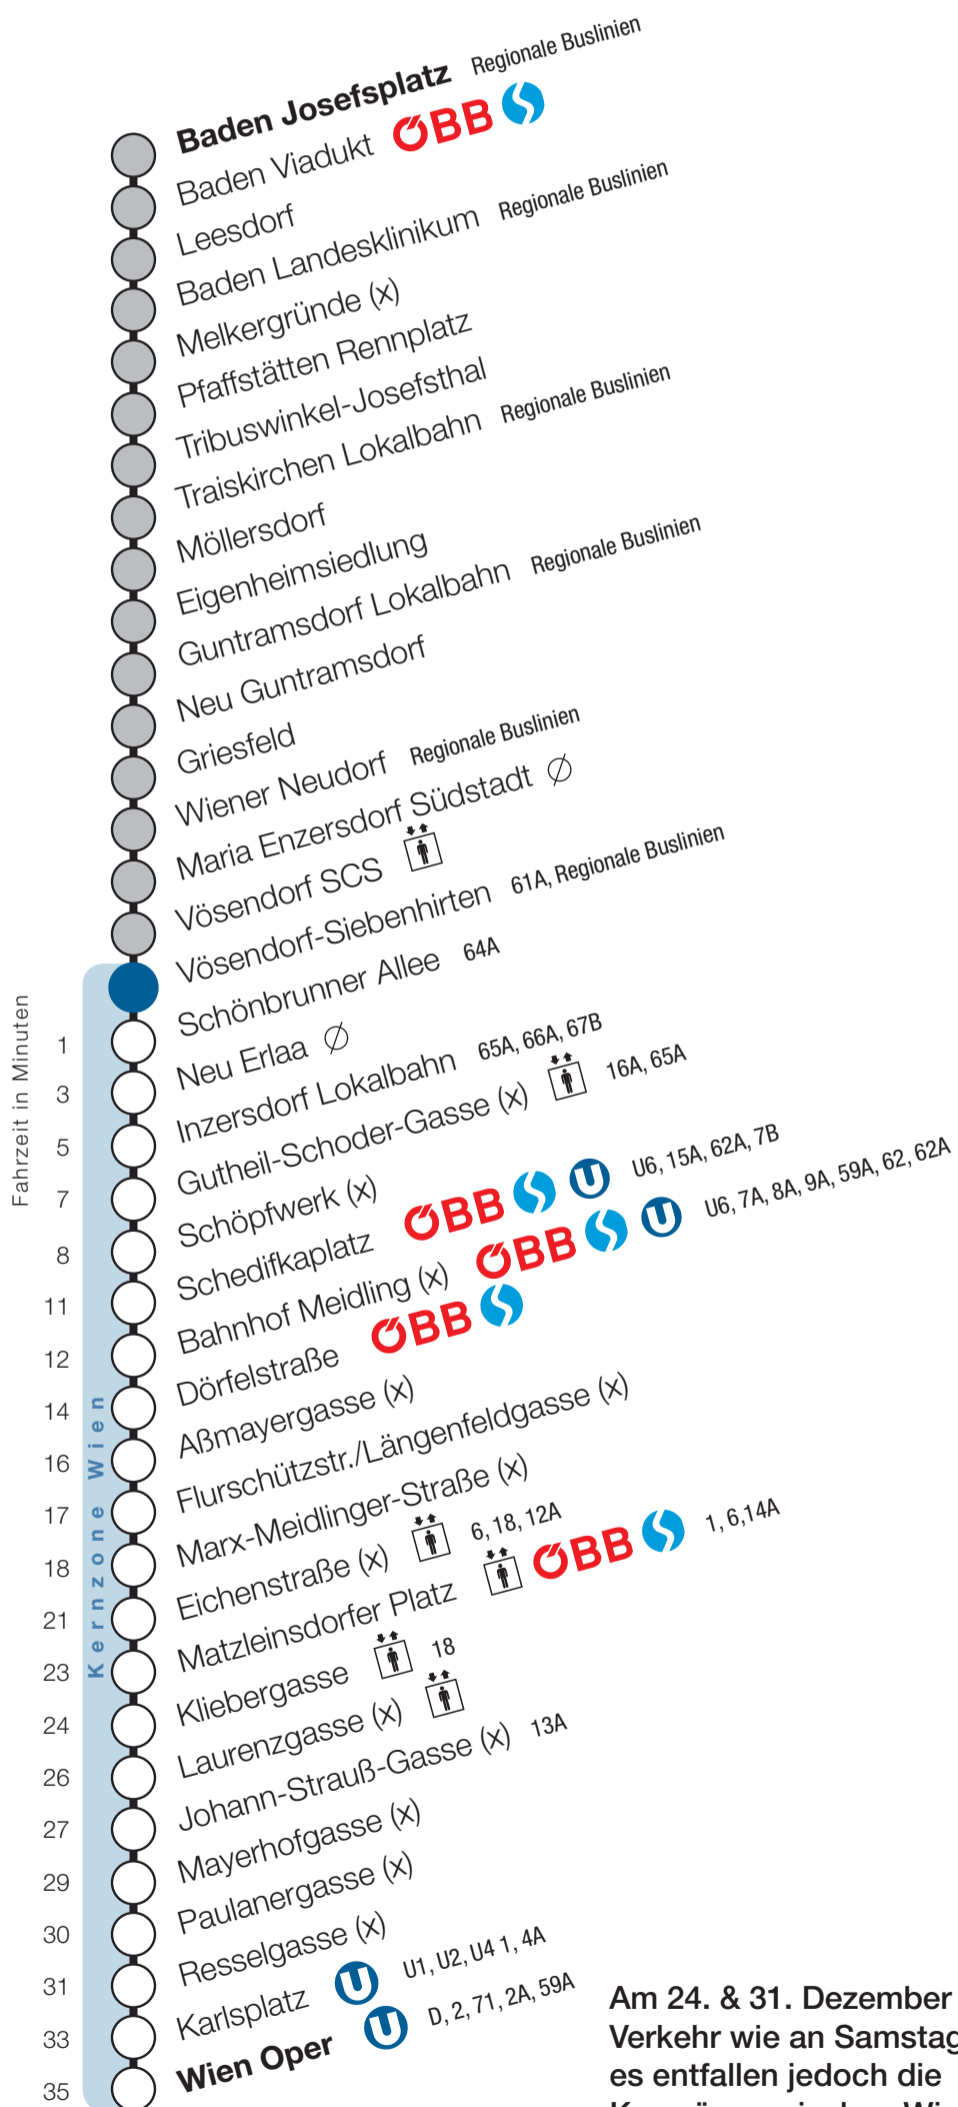 Baden Josefsplatz Regionale Buslinien
Baden Viadukt ÖBB
Leesdorf
Baden Landesklinikum Regionale Buslinien
Melkergründe (x)
Pfaffstätten Rennplatz
Tribuswinkel-Josefsthal
Traiskirchen Lokalbahn Regionale Buslinien
Möllersdorf
Eigenheimsiedlung
Guntramsdorf Lokalbahn Regionale Buslinien
Neu Guntramsdorf
Griesfeld
Wiener Neudorf Regionale Buslinien
Maria Enzersdorf Südstadt ∅
Vösendorf SCS
Vösendorf-Siebenhirten 61A, Regionale Buslinien
Fahrzeit in Minuten
Kernzone Wien
1 Schönbrunner Allee 64A
3 Neu Erlaa ∅
5 Inzersdorf Lokalbahn 65A, 66A, 67B
7 Gutheil-Schoder-Gasse (x) 16A, 65A
8 Schöpfwerk (x)
11 Schedifkaplatz ÖBB U U6, 15A, 62A, 7B
12 Bahnhof Meidling (x) ÖBB U U6, 7A, 8A, 9A, 59A, 62, 62A
14 Dörfelstraße ÖBB
16 Aßmayergasse (x)
17 Flurschützstr./Längenfeldgasse (x)
18 Marx-Meidlinger-Straße (x)
21 Eichenstraße (x) 6, 18, 12A
23 Matzleinsdorfer Platz ÖBB 1, 6,14A
24 Kliebergasse 18
26 Laurenzgasse (x)
27 Johann-Strauß-Gasse (x) 13A
29 Mayerhofgasse (x)
30 Paulanergasse (x)
31 Resselgasse (x)
33 Karlsplatz U U1, U2, U4 1, 4A
35 Wien Oper U D, 2, 71, 2A, 59A
Am 24. & 31. Dezember
Verkehr wie an Samstag
es entfallen jedoch die